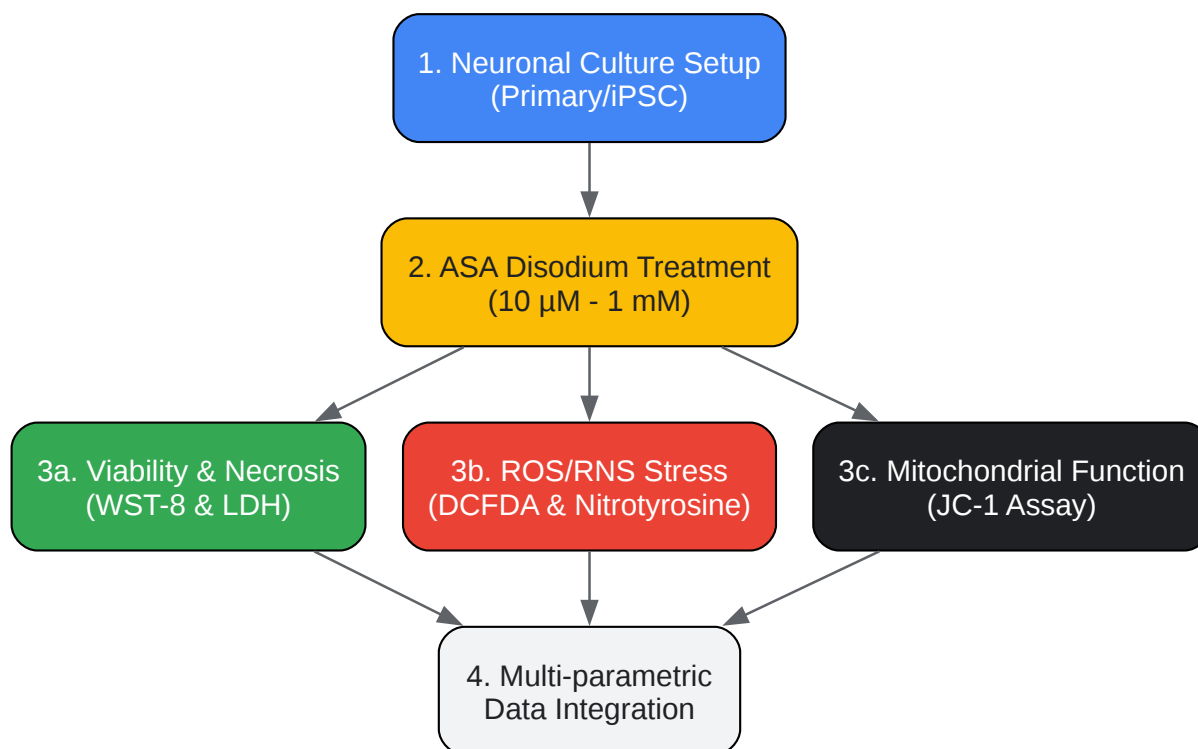 1. Neuronal Culture Setup
(Primary/iPSC)
2. ASA Disodium Treatment
(10 µM - 1 mM)
3a. Viability & Necrosis
(WST-8 & LDH)
3b. ROS/RNS Stress
(DCFDA & Nitrotyrosine)
3c. Mitochondrial Function
(JC-1 Assay)
4. Multi-parametric
Data Integration